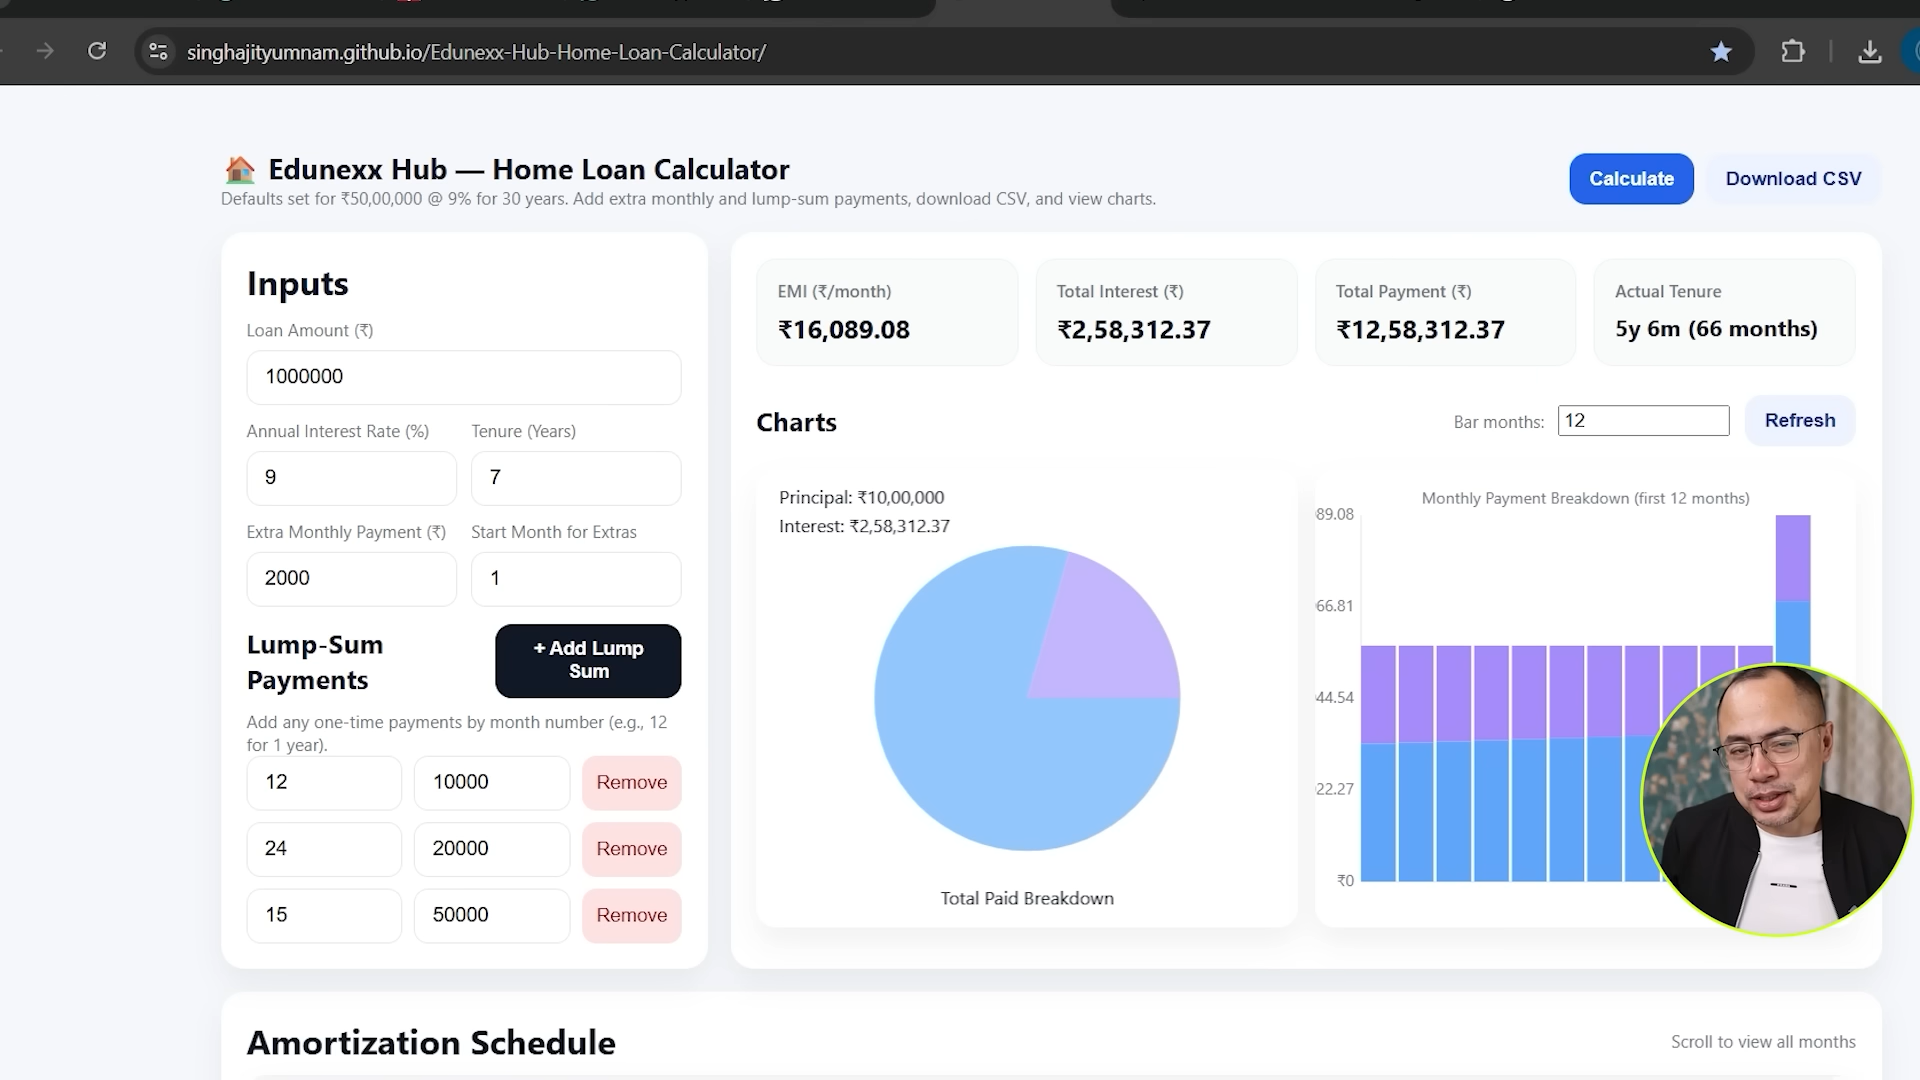 singhajityumnam.github.io/Edunexx-Hub-Home-Loan-Calculator/
Edunexx Hub — Home Loan Calculator
Defaults set for ₹50,00,000 @ 9% for 30 years. Add extra monthly and lump-sum payments, download CSV, and view charts.
Calculate
Download CSV
Inputs
Loan Amount (₹)
1000000
Annual Interest Rate (%)
Tenure (Years)
9
7
Extra Monthly Payment (₹)
Start Month for Extras
2000
1
Lump-Sum
Payments
+ Add Lump
Sum
Add any one-time payments by month number (e.g., 12
for 1 year).
12
10000
Remove
24
20000
Remove
15
50000
Remove
EMI (₹/month)
₹16,089.08
Total Interest (₹)
₹2,58,312.37
Total Payment (₹)
₹12,58,312.37
Actual Tenure
5y 6m (66 months)
Charts
Bar months:
12
Refresh
Principal: ₹10,00,000
Interest: ₹2,58,312.37
Total Paid Breakdown
Monthly Payment Breakdown (first 12 months)
89.08
66.81
44.54
22.27
₹0
Amortization Schedule
Scroll to view all months